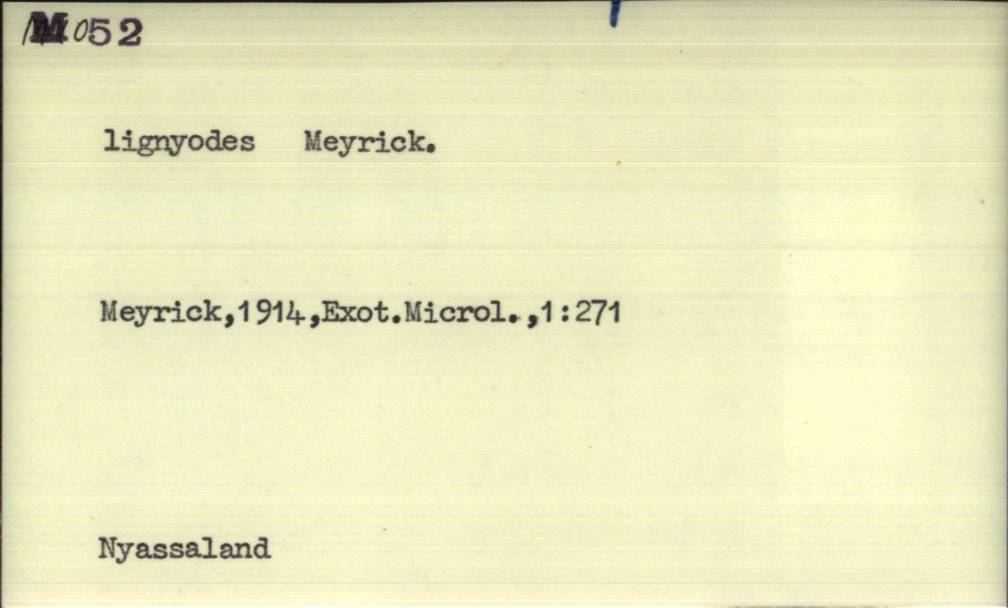 052
lignyodes Meyrick.
Meyrick,1914,Exot.Microl.,1:271
Nyassaland